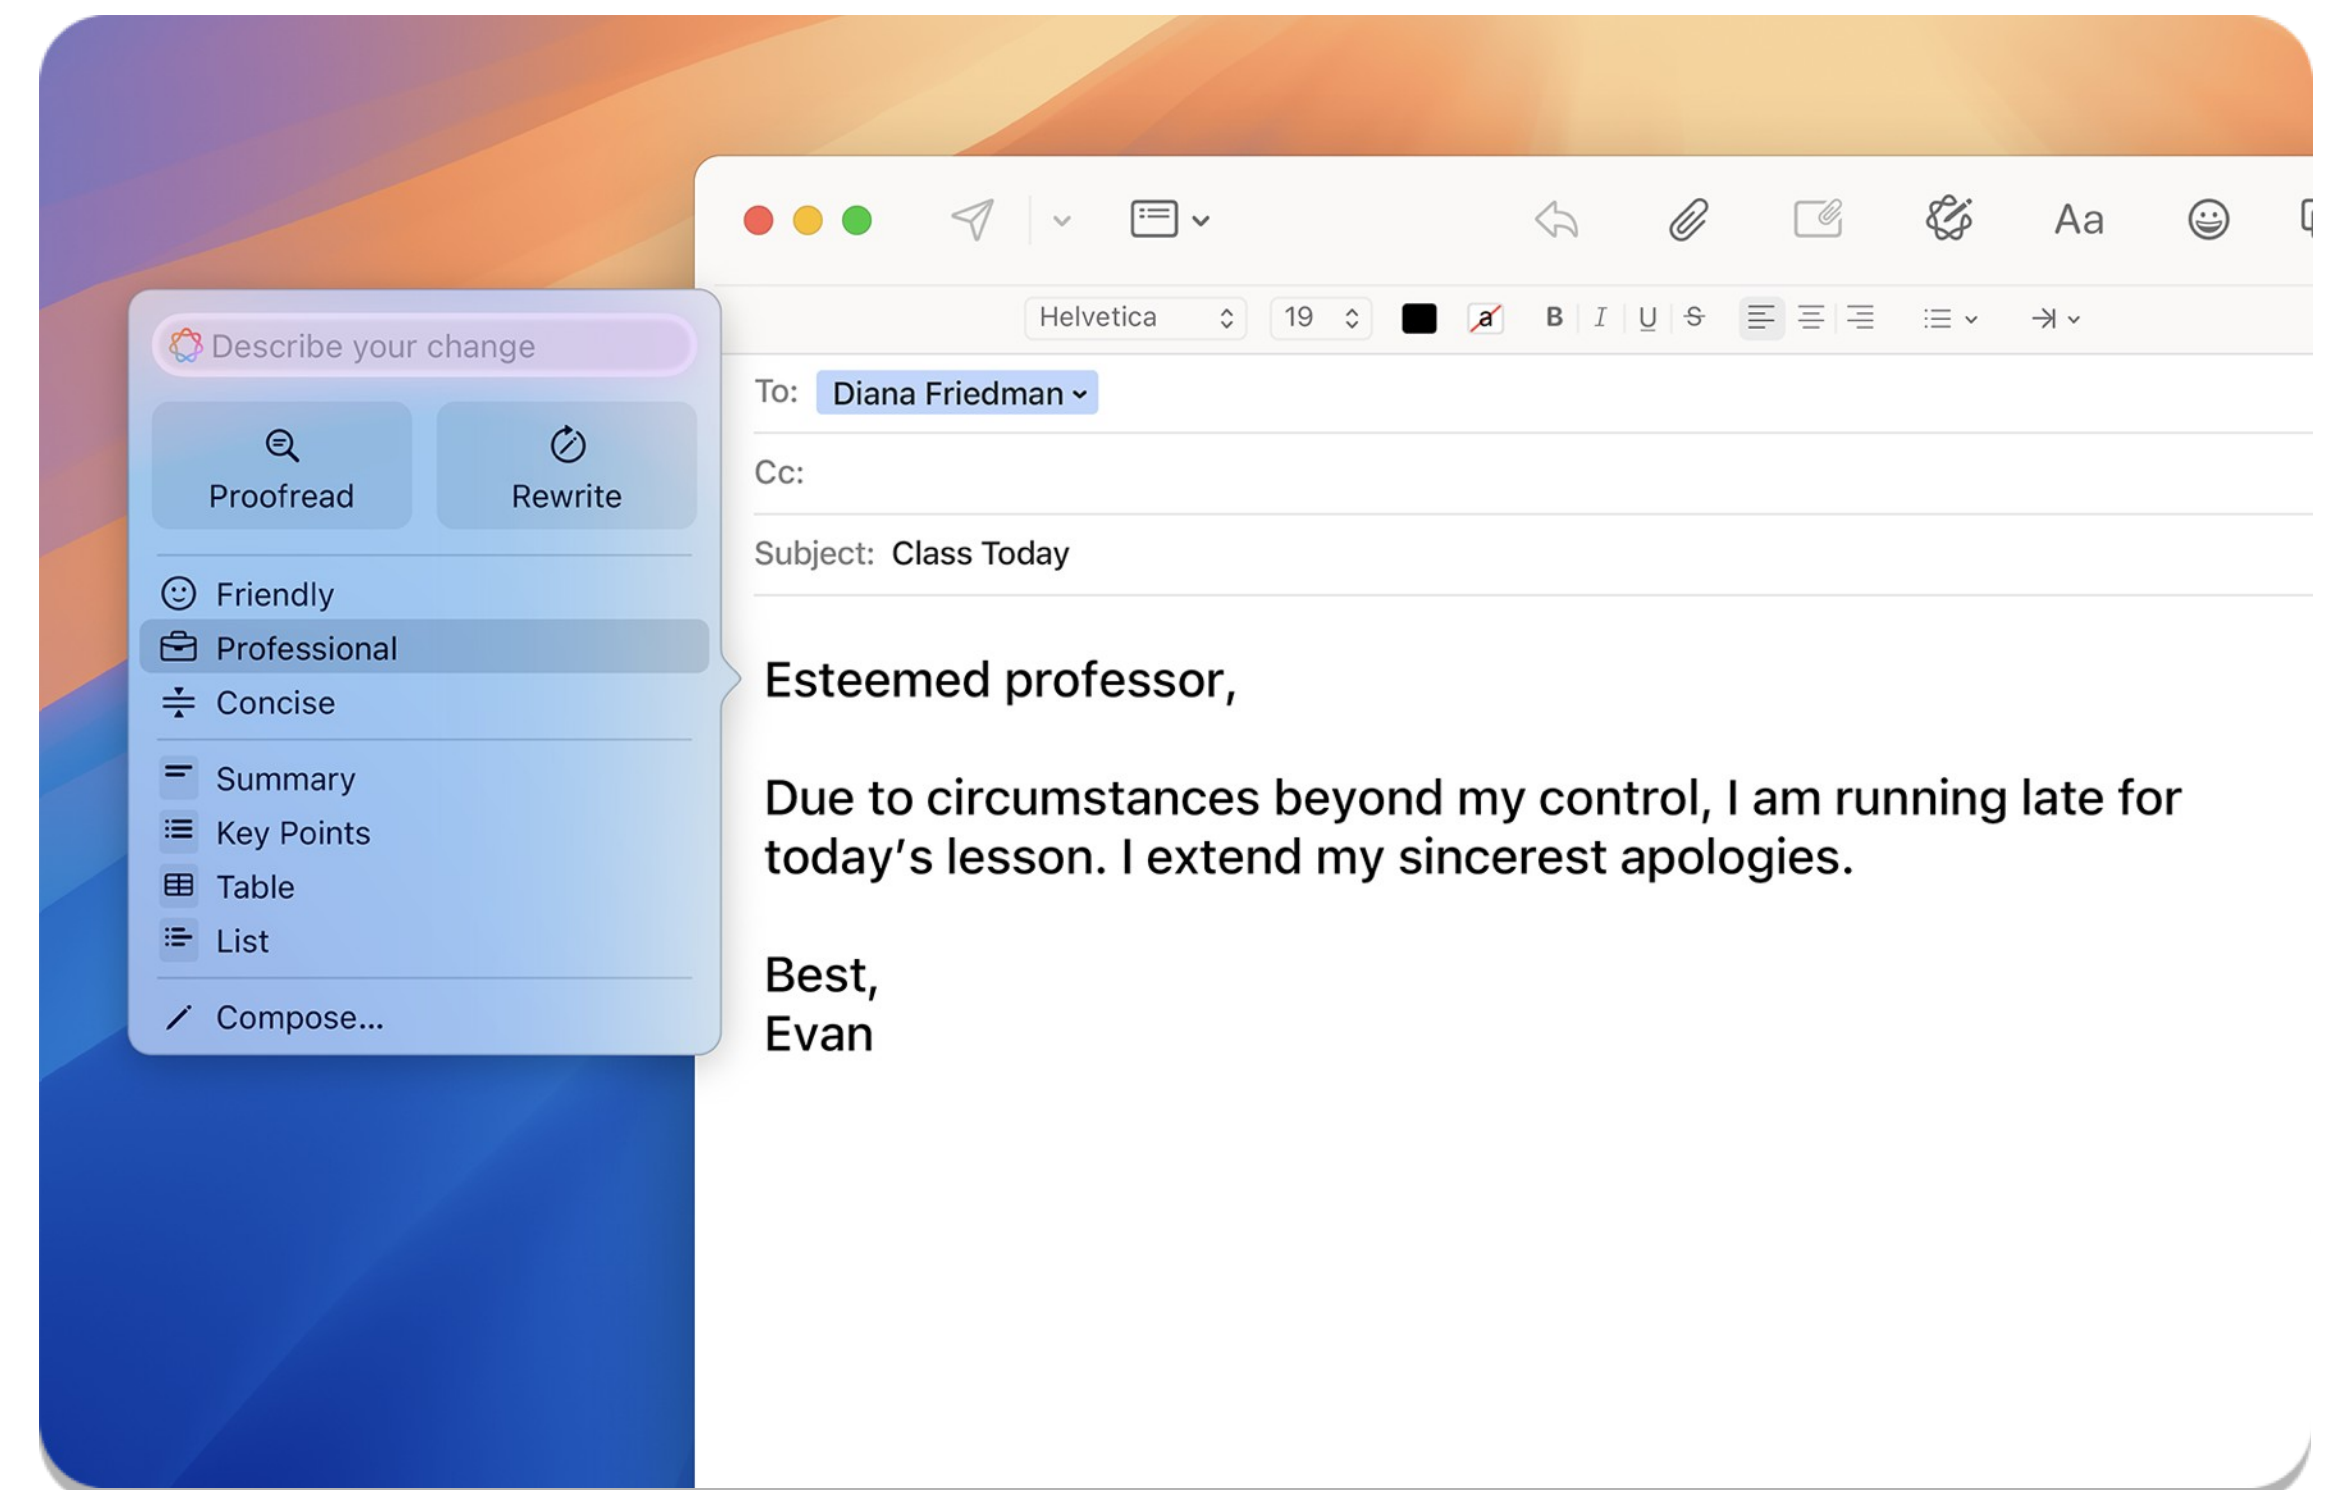 Describe your change
Proofread
Rewrite
Friendly
Professional
Concise
Summary
Key Points
Table
List
Compose...
Aa
Helvetica
19
a
B I U S
To: Diana Friedman
Cc:
Subject: Class Today
Esteemed professor,
Due to circumstances beyond my control, I am running late for
today’s lesson. I extend my sincerest apologies.
Best,
Evan